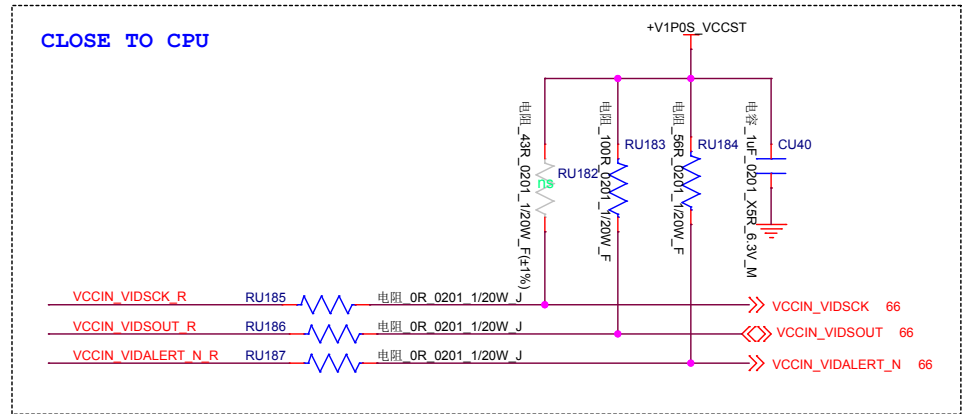 CLOSE TO CPU
+V1P0S_VCCST
电阻_43R_0201_1/20W_F(±1%)
RU182
ns
电阻_100R_0201_1/20W_F
RU183
电阻_56R_0201_1/20W_F
RU184
电容_1uF_0201_X5R_6.3V_M
CU40
VCCIN_VIDSCK_R RU185 电阻_0R_0201_1/20W_J VCCIN_VIDSCK 66
VCCIN_VIDSOUT_R RU186 电阻_0R_0201_1/20W_J VCCIN_VIDSOUT 66
VCCIN_VIDALERT_N_R RU187 电阻_0R_0201_1/20W_J VCCIN_VIDALERT_N 66